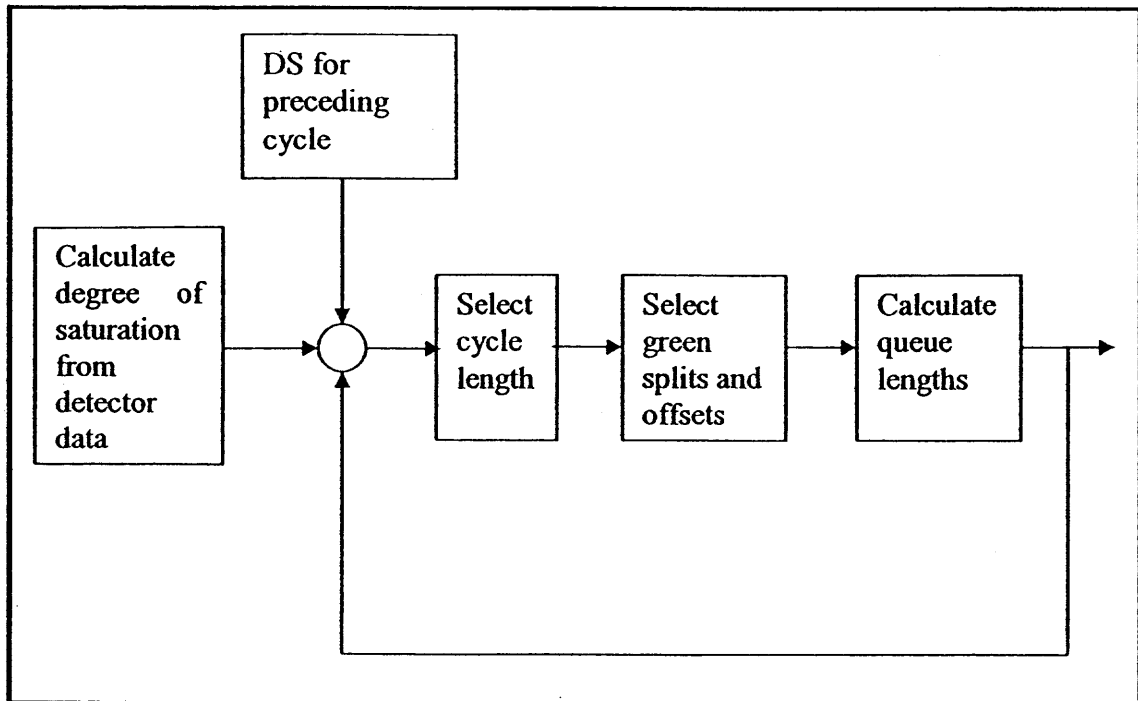 DS for
preceding
cycle
Calculate
degree of
saturation
from
detector
data
Select
cycle
length
Select
green
splits and
offsets
Calculate
queue
lengths